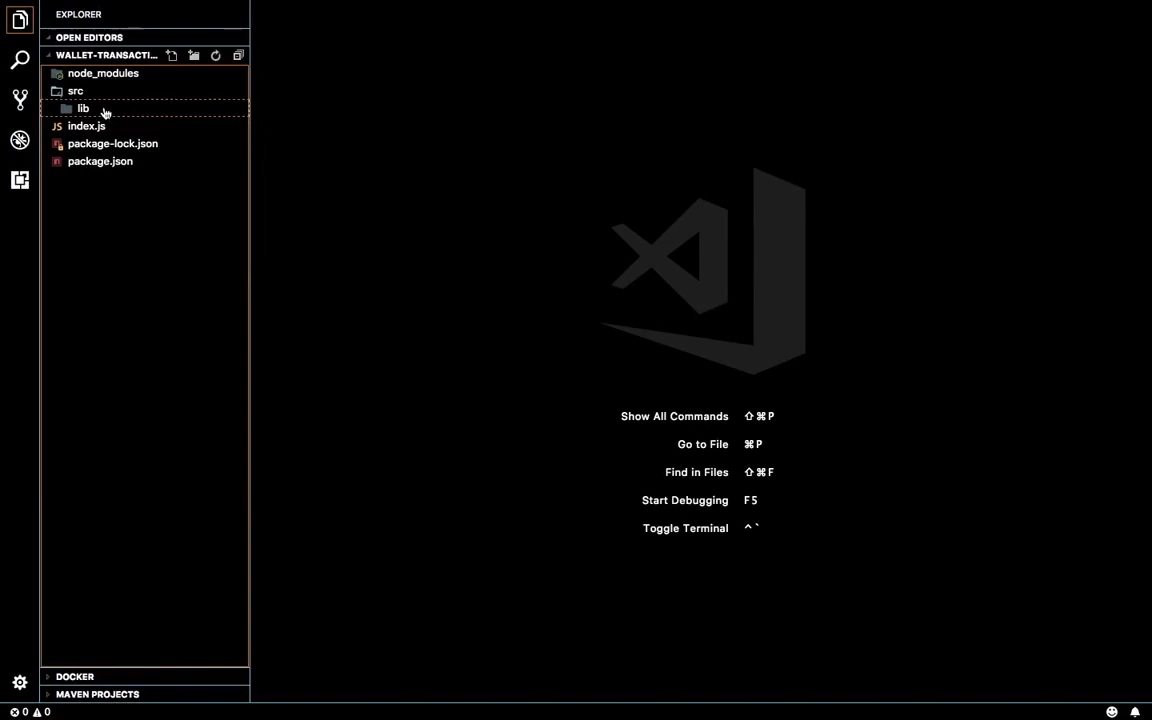 EXPLORER
OPEN EDITORS
WALLET-TRANSACTI...
node_modules
src
lib
JS index.js
package-lock.json
package.json
Show All Commands ⇧⌘P
Go to File ⌘P
Find in Files ⇧⌘F
Start Debugging F5
Toggle Terminal ⌃`
DOCKER
MAVEN PROJECTS
0 0